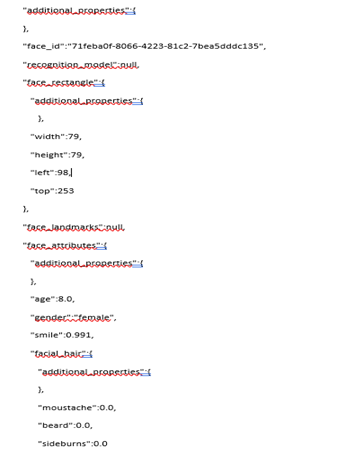 "additional_properties":{
},
"face_id":"71feba0f-8066-4223-81c2-7bea5dddc135",
"recognition_model":null,
"face_rectangle":{
"additional_properties":{
},
"width":79,
"height":79,
"left":98,
"top":253
},
"face_landmarks":null,
"face_attributes":{
"additional_properties":{
},
"age":8.0,
"gender":"female",
"smile":0.991,
"facial_hair":{
"additional_properties":{
},
"moustache":0.0,
"beard":0.0,
"sideburns":0.0